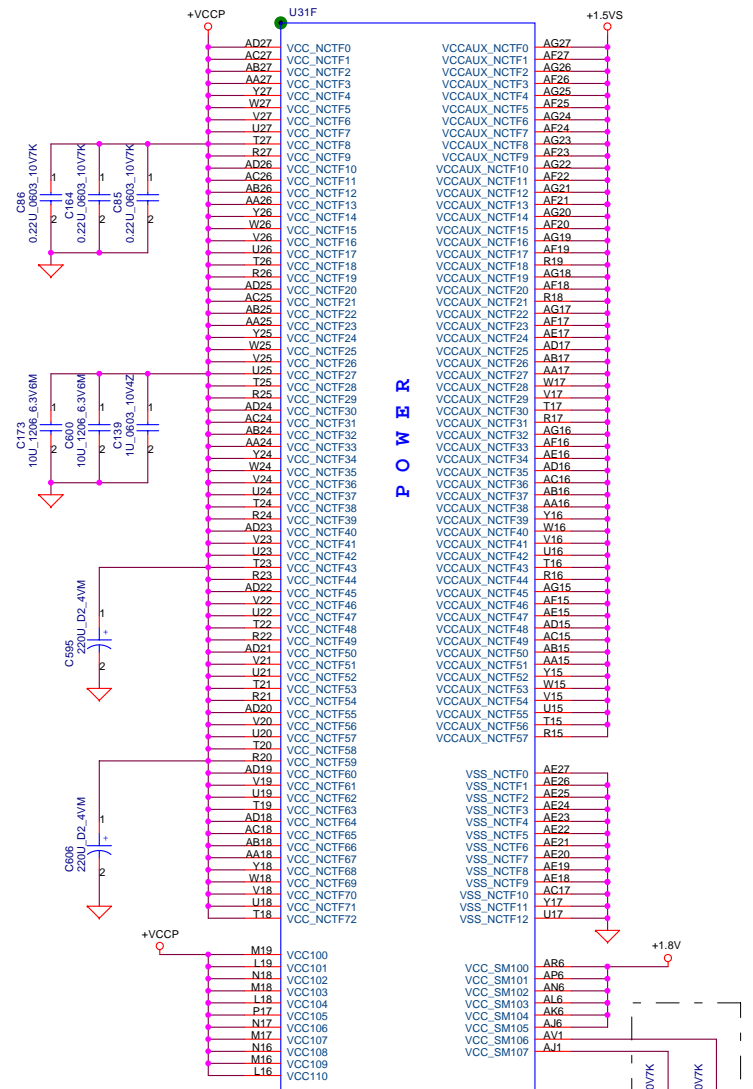 +VCCP
U31F
+1.5VS
AD27 VCC_NCTF0 VCCAUX_NCTF0 AG27
AC27 VCC_NCTF1 VCCAUX_NCTF1 AF27
AB27 VCC_NCTF2 VCCAUX_NCTF2 AG26
AA27 VCC_NCTF3 VCCAUX_NCTF3 AF26
Y27 VCC_NCTF4 VCCAUX_NCTF4 AG25
W27 VCC_NCTF5 VCCAUX_NCTF5 AF25
V27 VCC_NCTF6 VCCAUX_NCTF6 AG24
U27 VCC_NCTF7 VCCAUX_NCTF7 AF24
T27 VCC_NCTF8 VCCAUX_NCTF8 AG23
R27 VCC_NCTF9 VCCAUX_NCTF9 AF23
AD26 VCC_NCTF10 VCCAUX_NCTF10 AG22
AC26 VCC_NCTF11 VCCAUX_NCTF11 AF22
AB26 VCC_NCTF12 VCCAUX_NCTF12 AG21
AA26 VCC_NCTF13 VCCAUX_NCTF13 AF21
Y26 VCC_NCTF14 VCCAUX_NCTF14 AG20
W26 VCC_NCTF15 VCCAUX_NCTF15 AF20
V26 VCC_NCTF16 VCCAUX_NCTF16 AG19
U26 VCC_NCTF17 VCCAUX_NCTF17 AF19
T26 VCC_NCTF18 VCCAUX_NCTF18 R19
R26 VCC_NCTF19 VCCAUX_NCTF19 AG18
AD25 VCC_NCTF20 VCCAUX_NCTF20 AF18
AC25 VCC_NCTF21 VCCAUX_NCTF21 R18
AB25 VCC_NCTF22 VCCAUX_NCTF22 AG17
AA25 VCC_NCTF23 VCCAUX_NCTF23 AF17
Y25 VCC_NCTF24 VCCAUX_NCTF24 AE17
W25 VCC_NCTF25 VCCAUX_NCTF25 AD17
V25 VCC_NCTF26 VCCAUX_NCTF26 AB17
U25 VCC_NCTF27 VCCAUX_NCTF27 AA17
T25 VCC_NCTF28 VCCAUX_NCTF28 W17
R25 VCC_NCTF29 VCCAUX_NCTF29 V17
AD24 VCC_NCTF30 VCCAUX_NCTF30 T17
AC24 VCC_NCTF31 VCCAUX_NCTF31 R17
AB24 VCC_NCTF32 VCCAUX_NCTF32 AG16
AA24 VCC_NCTF33 VCCAUX_NCTF33 AF16
Y24 VCC_NCTF34 VCCAUX_NCTF34 AE16
W24 VCC_NCTF35 VCCAUX_NCTF35 AD16
V24 VCC_NCTF36 VCCAUX_NCTF36 AC16
U24 VCC_NCTF37 VCCAUX_NCTF37 AB16
T24 VCC_NCTF38 VCCAUX_NCTF38 AA16
R24 VCC_NCTF39 VCCAUX_NCTF39 Y16
AD23 VCC_NCTF40 VCCAUX_NCTF40 W16
V23 VCC_NCTF41 VCCAUX_NCTF41 V16
U23 VCC_NCTF42 VCCAUX_NCTF42 U16
T23 VCC_NCTF43 VCCAUX_NCTF43 T16
R23 VCC_NCTF44 VCCAUX_NCTF44 R16
AD22 VCC_NCTF45 VCCAUX_NCTF45 AG15
V22 VCC_NCTF46 VCCAUX_NCTF46 AF15
U22 VCC_NCTF47 VCCAUX_NCTF47 AE15
T22 VCC_NCTF48 VCCAUX_NCTF48 AD15
R22 VCC_NCTF49 VCCAUX_NCTF49 AC15
AD21 VCC_NCTF50 VCCAUX_NCTF50 AB15
V21 VCC_NCTF51 VCCAUX_NCTF51 AA15
U21 VCC_NCTF52 VCCAUX_NCTF52 Y15
T21 VCC_NCTF53 VCCAUX_NCTF53 W15
R21 VCC_NCTF54 VCCAUX_NCTF54 V15
AD20 VCC_NCTF55 VCCAUX_NCTF55 U15
V20 VCC_NCTF56 VCCAUX_NCTF56 T15
U20 VCC_NCTF57 VCCAUX_NCTF57 R15
T20 VCC_NCTF58
R20 VCC_NCTF59
AD19 VCC_NCTF60 VSS_NCTF0 AE27
V19 VCC_NCTF61 VSS_NCTF1 AE26
U19 VCC_NCTF62 VSS_NCTF2 AE25
T19 VCC_NCTF63 VSS_NCTF3 AE24
AD18 VCC_NCTF64 VSS_NCTF4 AE23
AC18 VCC_NCTF65 VSS_NCTF5 AE22
AB18 VCC_NCTF66 VSS_NCTF6 AE21
AA18 VCC_NCTF67 VSS_NCTF7 AE20
Y18 VCC_NCTF68 VSS_NCTF8 AE19
W18 VCC_NCTF69 VSS_NCTF9 AE18
V18 VCC_NCTF70 VSS_NCTF10 AC17
U18 VCC_NCTF71 VSS_NCTF11 Y17
T18 VCC_NCTF72 VSS_NCTF12 U17
POWER
C86
0.22U_0603_10V7K
1
2
C164
0.22U_0603_10V7K
1
2
C85
0.22U_0603_10V7K
1
2
C173
10U_1206_6.3V6M
1
2
C600
10U_1206_6.3V6M
1
2
C139
1U_0603_10V4Z
1
2
C595
220U_D2_4VM
1
+
2
C606
220U_D2_4VM
1
+
2
+VCCP
+1.8V
M19 VCC100 VCC_SM100 AR6
L19 VCC101 VCC_SM101 AP6
N18 VCC102 VCC_SM102 AN6
M18 VCC103 VCC_SM103 AL6
L18 VCC104 VCC_SM104 AK6
P17 VCC105 VCC_SM105 AJ6
N17 VCC106 VCC_SM106 AV1
M17 VCC107 VCC_SM107 AJ1
N16 VCC108
M16 VCC109
L16 VCC110
0V7K
0V7K